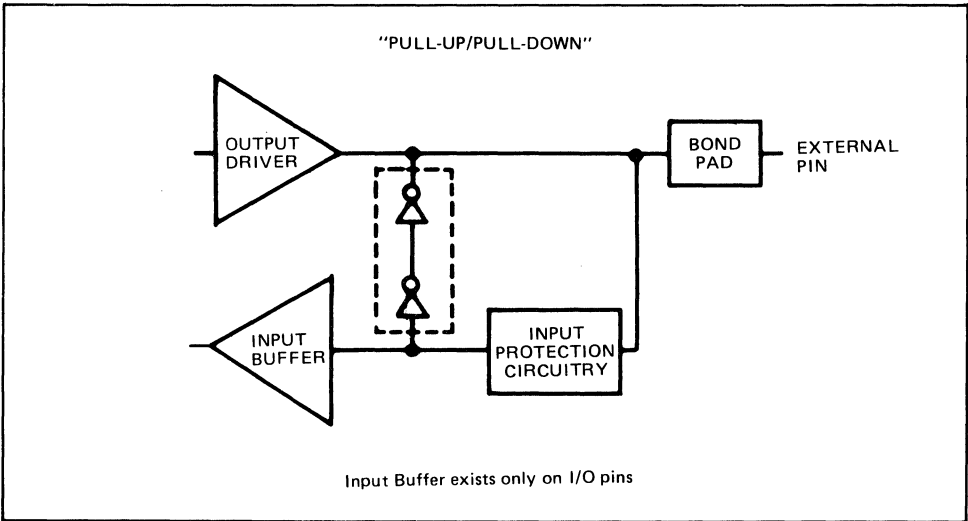 "PULL-UP/PULL-DOWN"
OUTPUT
DRIVER
BOND
PAD
EXTERNAL
PIN
INPUT
BUFFER
INPUT
PROTECTION
CIRCUITRY
Input Buffer exists only on I/O pins